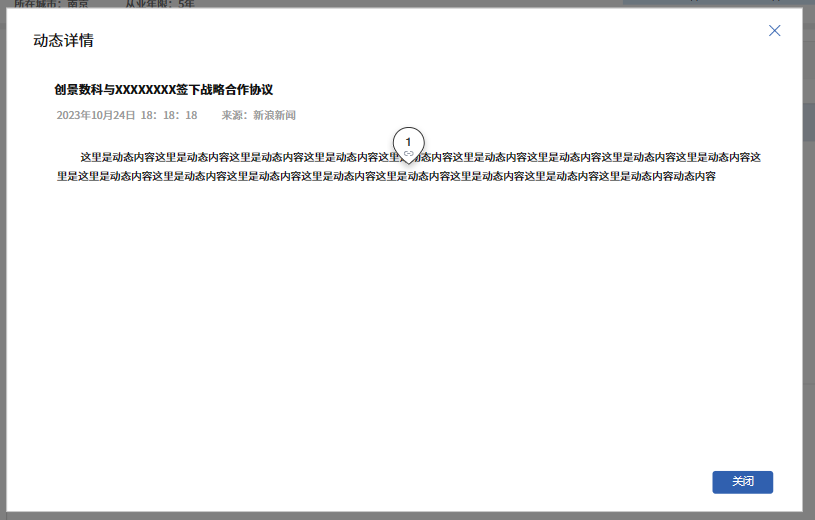 所在城市：南京 从业年限：5年
动态详情
创景数科与XXXXXXXX签下战略合作协议
2023年10月24日 18：18：18 来源：新浪新闻
1
这里是动态内容这里是动态内容这里是动态内容这里是动态内容这里是动态内容这里是动态内容这里是动态内容这里是动态内容这里是动态内容这
里是这里是动态内容这里是动态内容这里是动态内容这里是动态内容这里是动态内容这里是动态内容这里是动态内容这里是动态内容动态内容
关闭